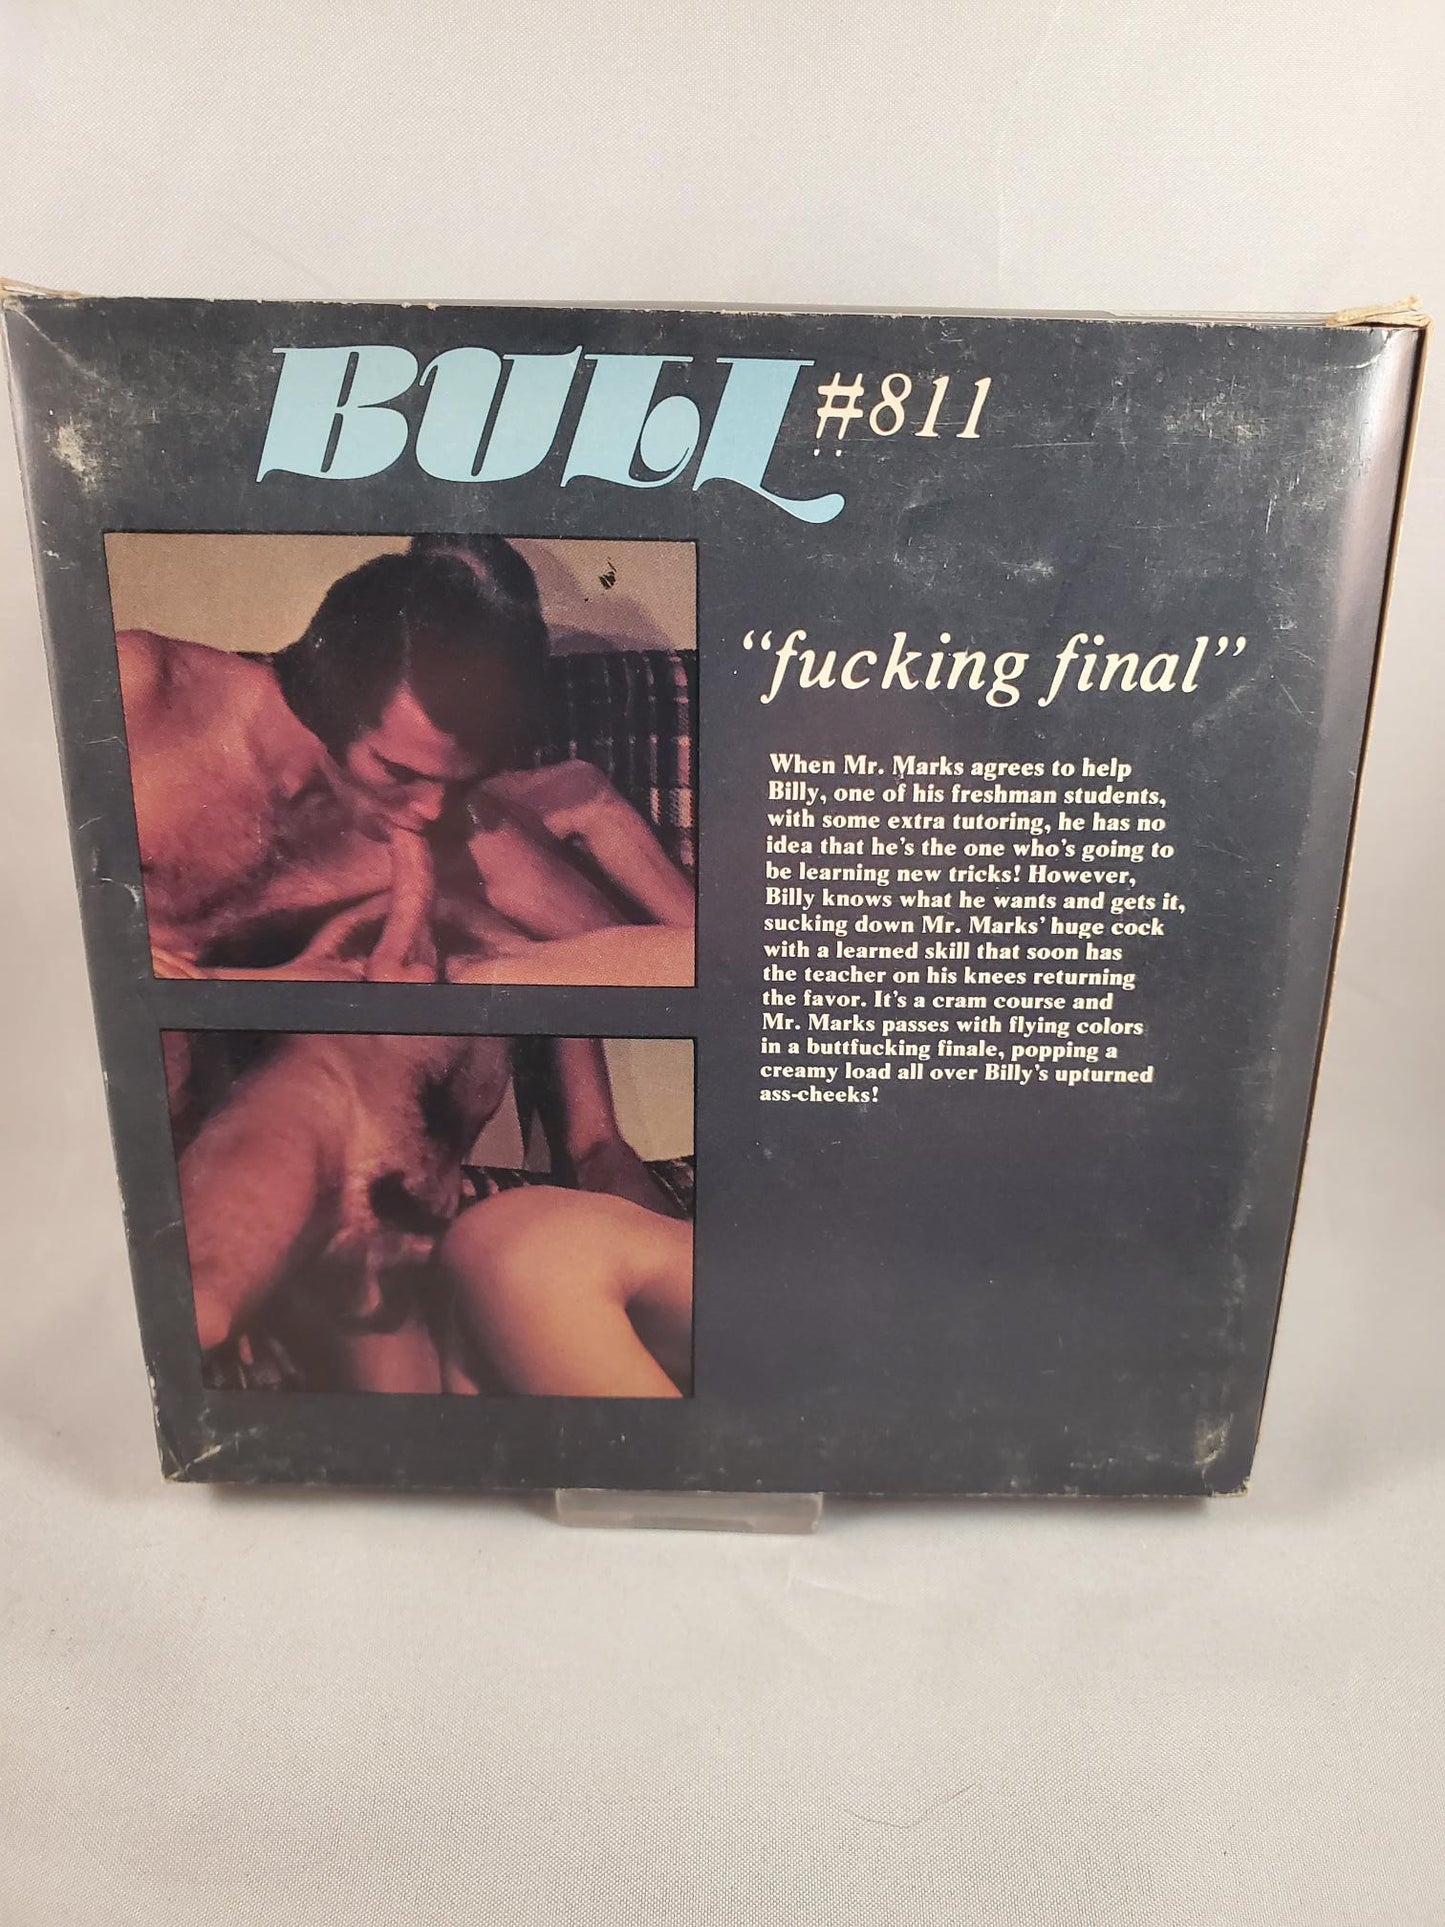 BULL #811
“fucking final”
When Mr. Marks agrees to help
Billy, one of his freshman students,
with some extra tutoring, he has no
idea that he’s the one who’s going to
be learning new tricks! However,
Billy knows what he wants and gets it,
sucking down Mr. Marks’ huge cock
with a learned skill that soon has
the teacher on his knees returning
the favor. It’s a cram course and
Mr. Marks passes with flying colors
in a buttfucking finale, popping a
creamy load all over Billy’s upturned
ass-cheeks!